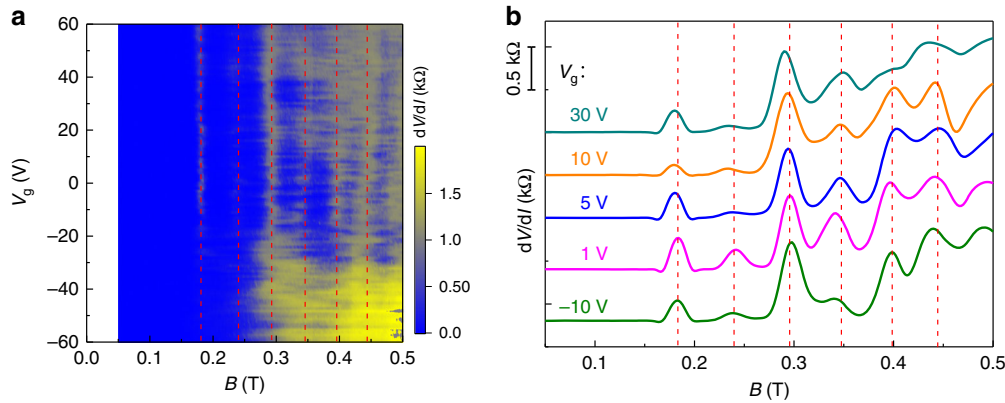 a
60
40
20
0
−20
−40
−60
Vg (V)
0.0 0.1 0.2 0.3 0.4 0.5
B (T)
dV/dI (kΩ)
1.5
1.0
0.50
0.0
b
0.5 kΩ
Vg:
30 V
10 V
5 V
1 V
−10 V
dV/dI (kΩ)
0.1 0.2 0.3 0.4 0.5
B (T)